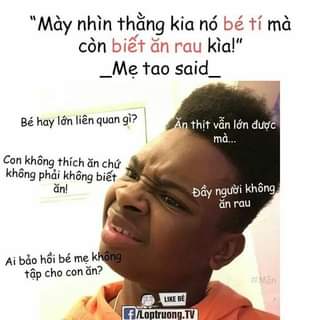 “Mày nhìn thằng kia nó bé tí mà
còn biết ăn rau kìa!”
_Mẹ tao said_
Bé hay lớn liên quan gì?
Ăn thịt vẫn lớn được
mà...
Con không thích ăn chứ
không phải không biết
ăn!
Đầy người không
ăn rau
Ai bảo hồi bé mẹ không
tập cho con ăn?
#Mãn
LIKE ĐÊ
f/Loptruong.TV